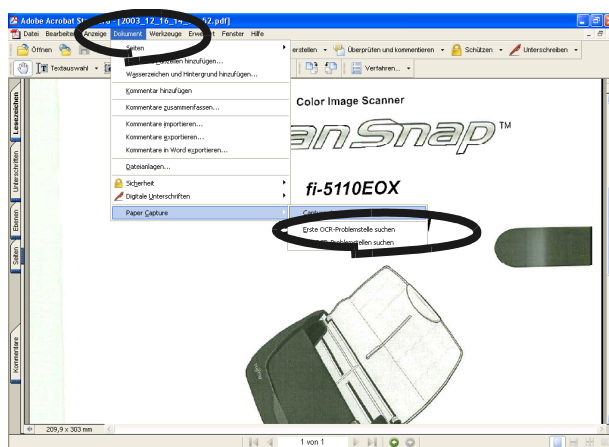 Adobe Acrobat
Datei Bearbeiten Anzeige Dokument Werkzeuge Fenster Hilfe
Öffnen erstellen Überprüfen und kommentieren Schützen Unterschreiben
Textauswahl Verfahren...
Seiten
hinzufügen...
Wasserzeichen und Hintergrund hinzufügen...
Kommentar hinzufügen
Kommentare zusammenfassen...
Kommentare importieren...
Kommentare exportieren...
Kommentare in Word exportieren...
Dateianlagen...
Sicherheit
Digitale Unterschriften
Paper Capture
Erste OCR-Problemstelle suchen
suchen
Lesezeichen
Unterschriften
Ebenen
Seiten
Kommentare
Color Image Scanner
TM
fi-5110EOX
209,9 x 303 mm
1 von 1